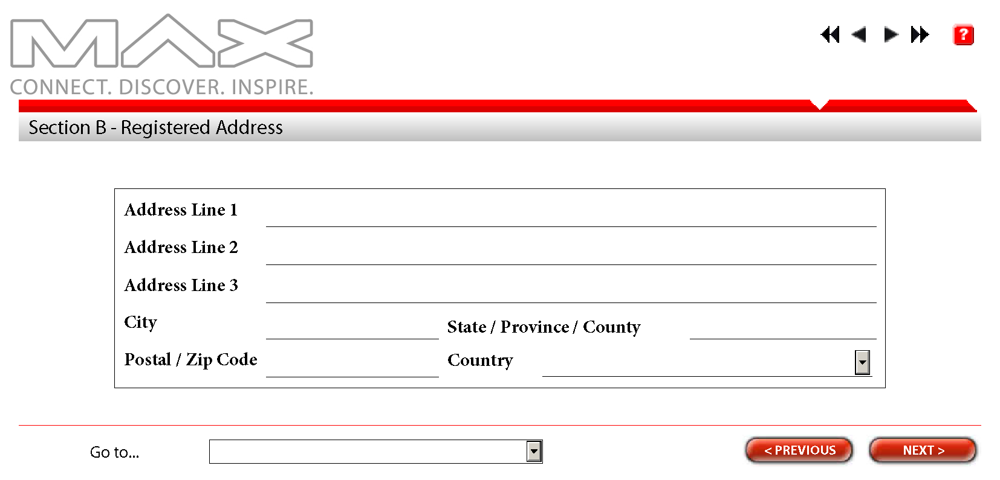 MAX
CONNECT. DISCOVER. INSPIRE.
?
Section B - Registered Address
Address Line 1
Address Line 2
Address Line 3
City
State / Province / County
Postal / Zip Code
Country
Go to...
< PREVIOUS
NEXT >